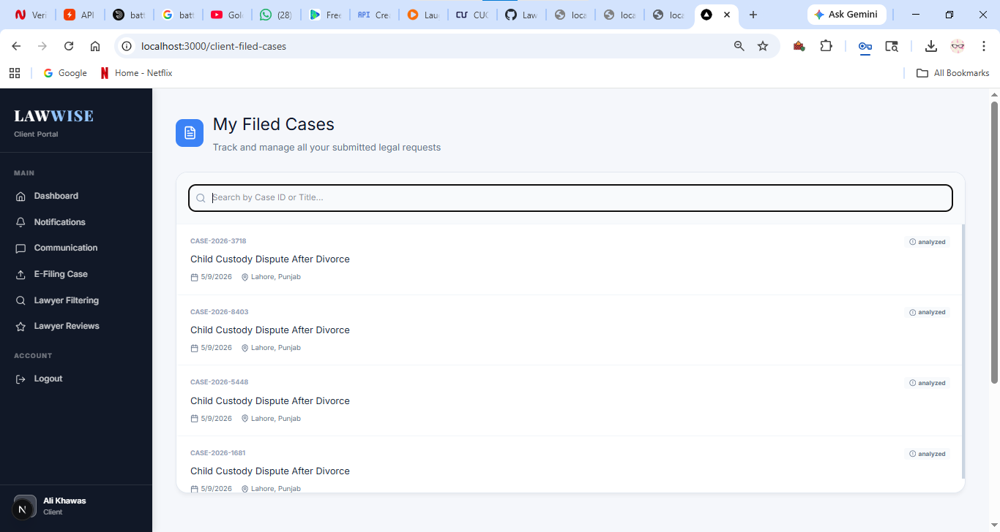 Veri
API
batt
batt
Gol
(28)
Free
API Cre
Lau
CUC
Law
loca
loca
loca
Ask Gemini
localhost:3000/client-filed-cases
Google
Home - Netflix
All Bookmarks
LAWWISE
Client Portal
MAIN
Dashboard
Notifications
Communication
E-Filing Case
Lawyer Filtering
Lawyer Reviews
ACCOUNT
Logout
N
Ali Khawas
Client
My Filed Cases
Track and manage all your submitted legal requests
Search by Case ID or Title...
CASE-2026-3718
analyzed
Child Custody Dispute After Divorce
5/9/2026 Lahore, Punjab
CASE-2026-8403
analyzed
Child Custody Dispute After Divorce
5/9/2026 Lahore, Punjab
CASE-2026-5448
analyzed
Child Custody Dispute After Divorce
5/9/2026 Lahore, Punjab
CASE-2026-1681
analyzed
Child Custody Dispute After Divorce
5/9/2026 Lahore, Punjab